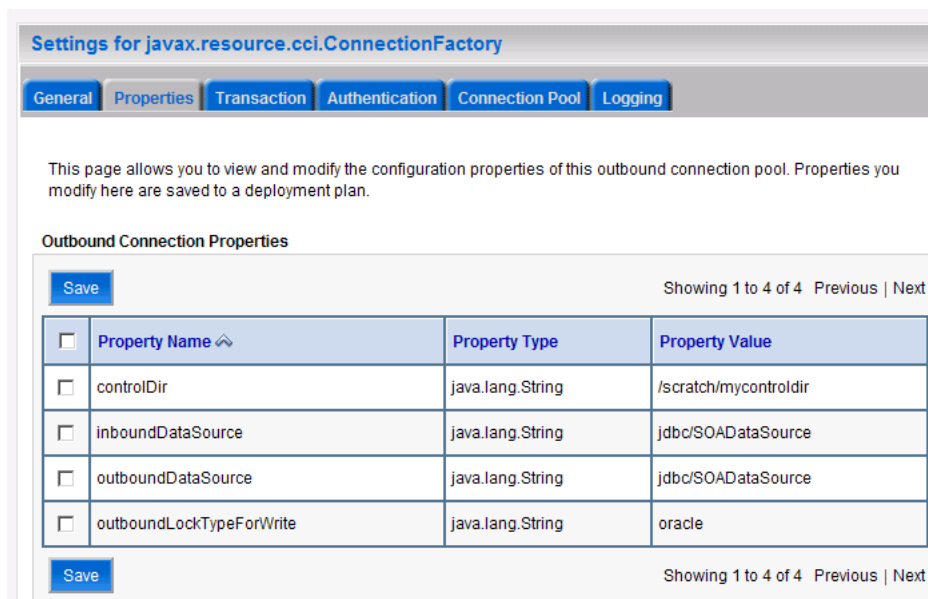 Settings for javax.resource.cci.ConnectionFactory
General Properties Transaction Authentication Connection Pool Logging
This page allows you to view and modify the configuration properties of this outbound connection pool. Properties you
modify here are saved to a deployment plan.
Outbound Connection Properties
Save Showing 1 to 4 of 4 Previous | Next
Property Name Property Type Property Value
controlDir java.lang.String /scratch/mycontroldir
inboundDataSource java.lang.String jdbc/SOADataSource
outboundDataSource java.lang.String jdbc/SOADataSource
outboundLockTypeForWrite java.lang.String oracle
Save Showing 1 to 4 of 4 Previous | Next